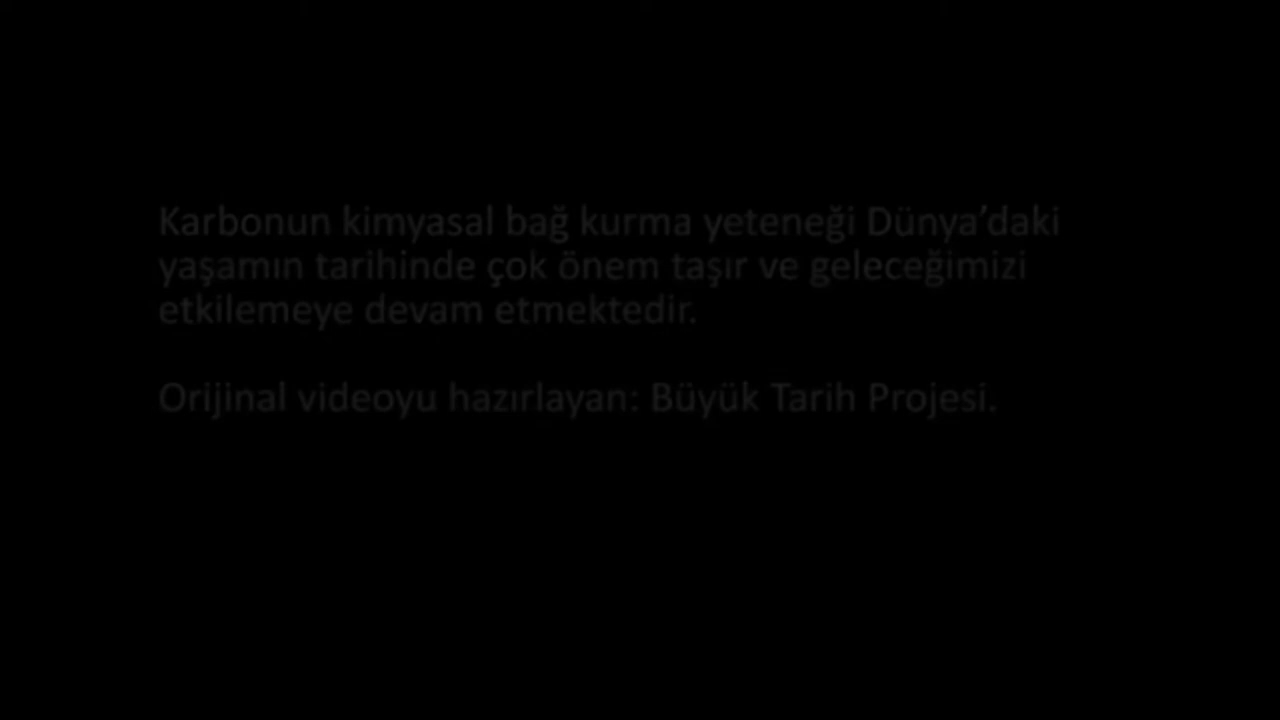 Karbonun kimyasal bağ kurma yeteneği Dünya’daki
yaşamın tarihinde çok önem taşır ve geleceğimizi
etkilemeye devam etmektedir.
Orijinal videoyu hazırlayan: Büyük Tarih Projesi.